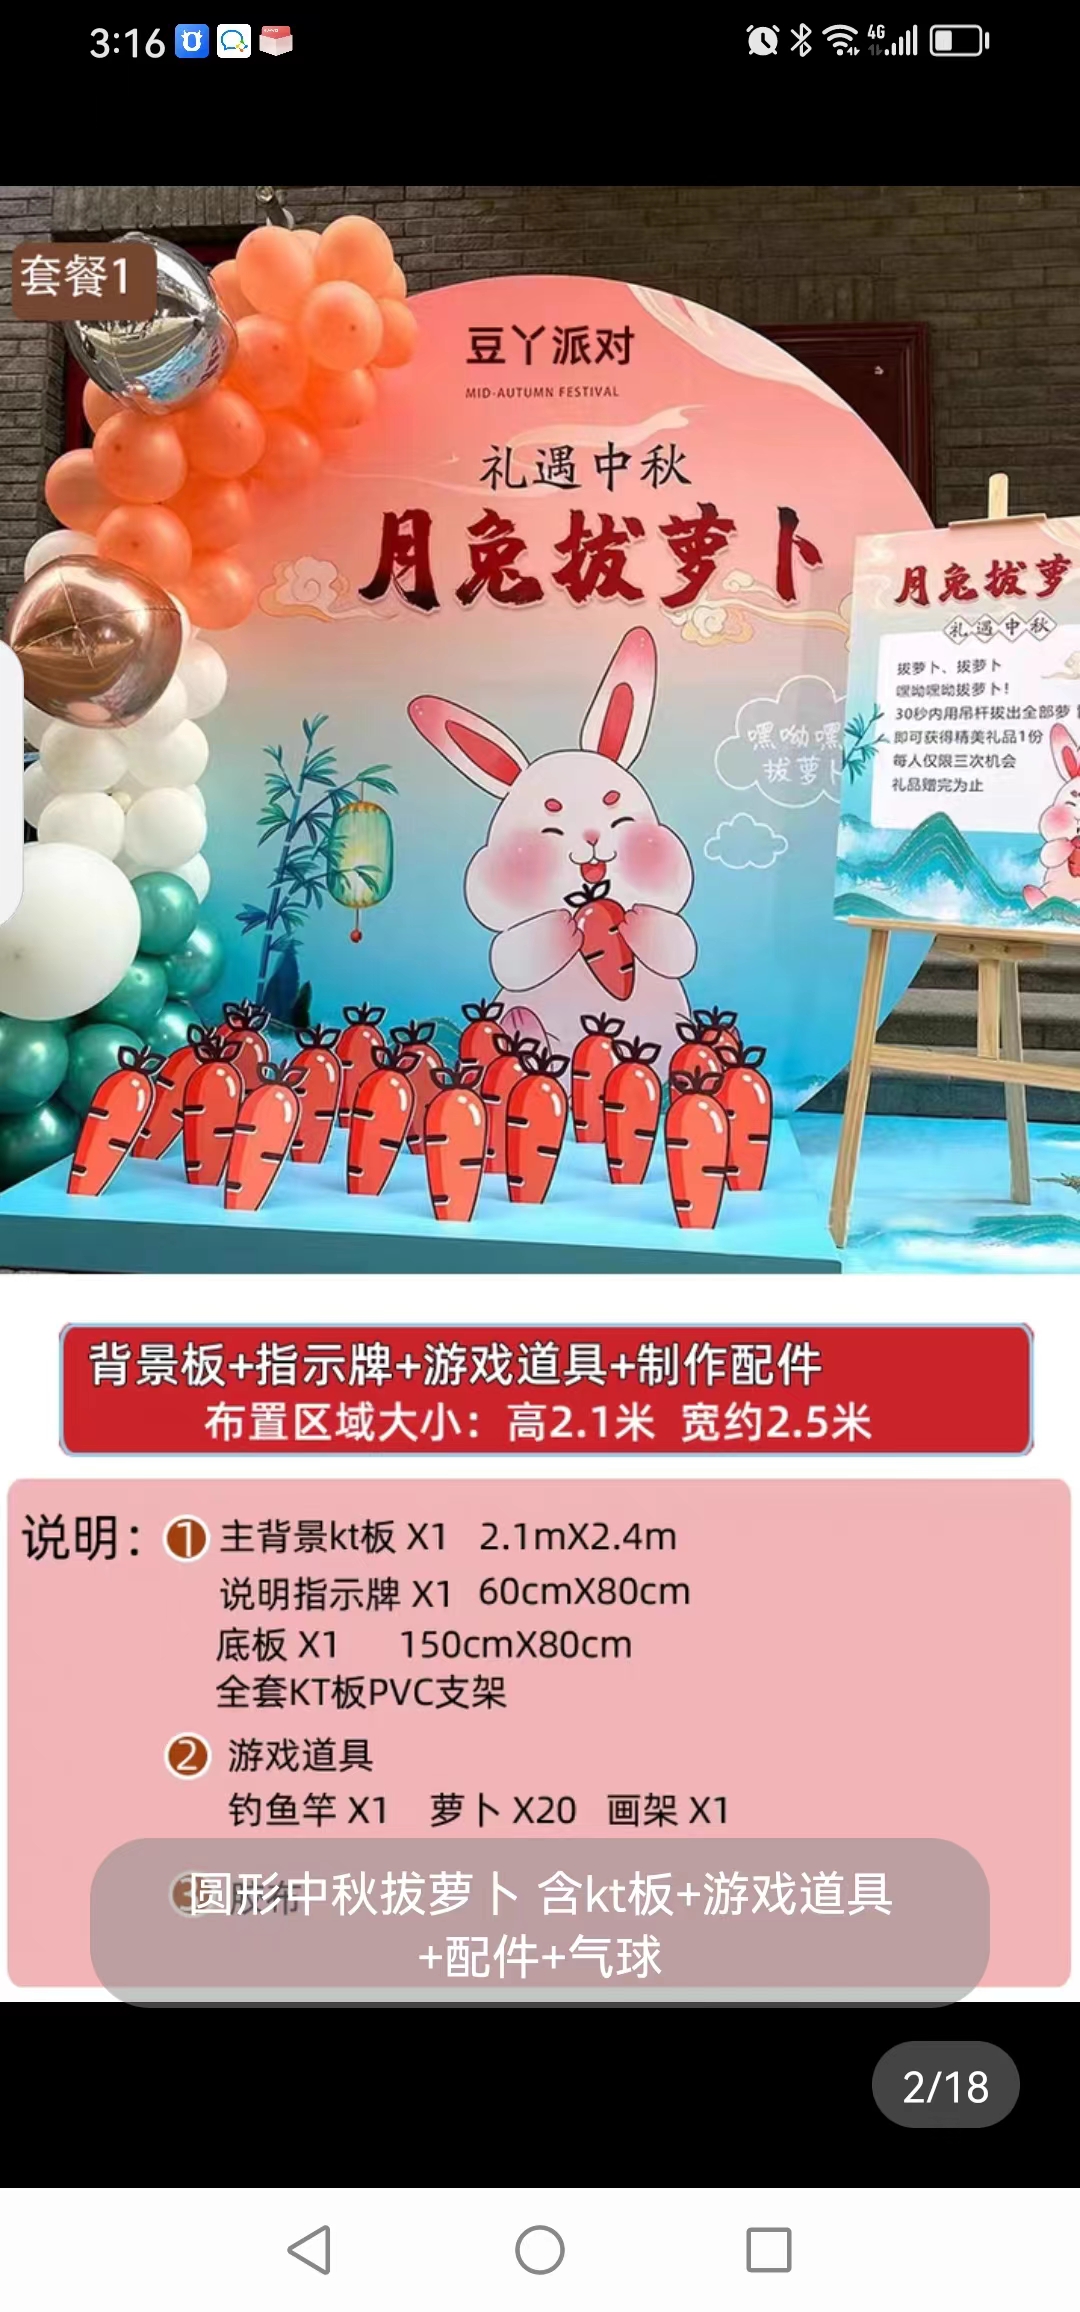 3:16
4G
套餐1
豆丫派对
MID-AUTUMN FESTIVAL
礼遇中秋
月兔拔萝卜
月兔拔萝
礼遇中秋
拔萝卜、拔萝卜
嘿呦嘿呦拔萝卜!
30秒内用吊杆拔出全部萝
即可获得精美礼品1份
每人仅限三次机会
礼品赠完为止
嘿呦嘿
拔萝卜
背景板+指示牌+游戏道具+制作配件
布置区域大小：高2.1米 宽约2.5米
说明：① 主背景kt板 X1 2.1mX2.4m
说明指示牌 X1 60cmX80cm
底板 X1 150cmX80cm
全套KT板PVC支架
② 游戏道具
钓鱼竿 X1 萝卜 X20 画架 X1
③
圆形中秋拔萝卜 含kt板+游戏道具
+配件+气球
2/18